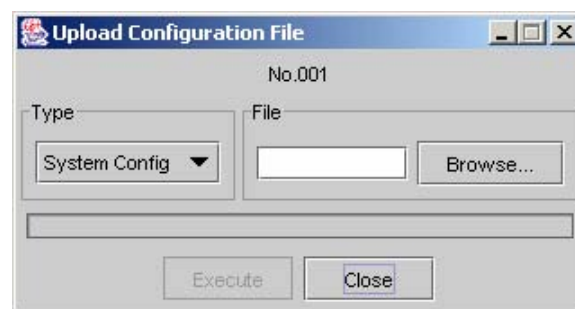 Upload Configuration File
No.001
Type
File
System Config
Browse...
Execute
Close